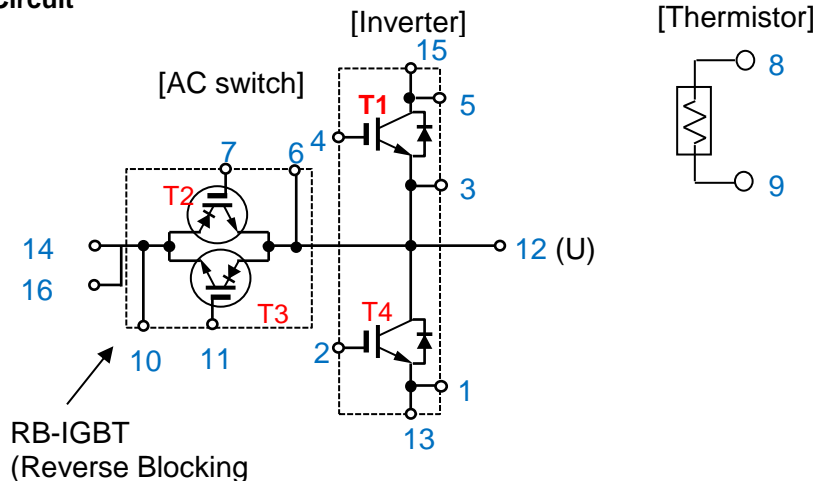 Circuit
[Inverter]
[Thermistor]
15
8
[AC switch]
T1
5
4
7
6
T2
3
9
14
12 (U)
16
T3
T4
10
11
2
1
13
RB-IGBT
(Reverse Blocking